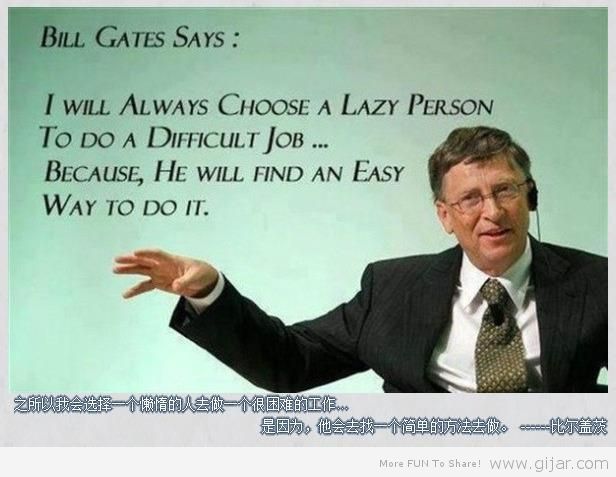 Bill Gates Says :
I will Always Choose a Lazy Person
To do a Difficult Job ...
Because, He will find an Easy
Way to do it.
之所以我会选择一个懒惰的人去做一个很困难的工作...
是因为，他会去找一个简单的方法去做。 ------比尔盖茨
More FUN To Share! www.gijar.com